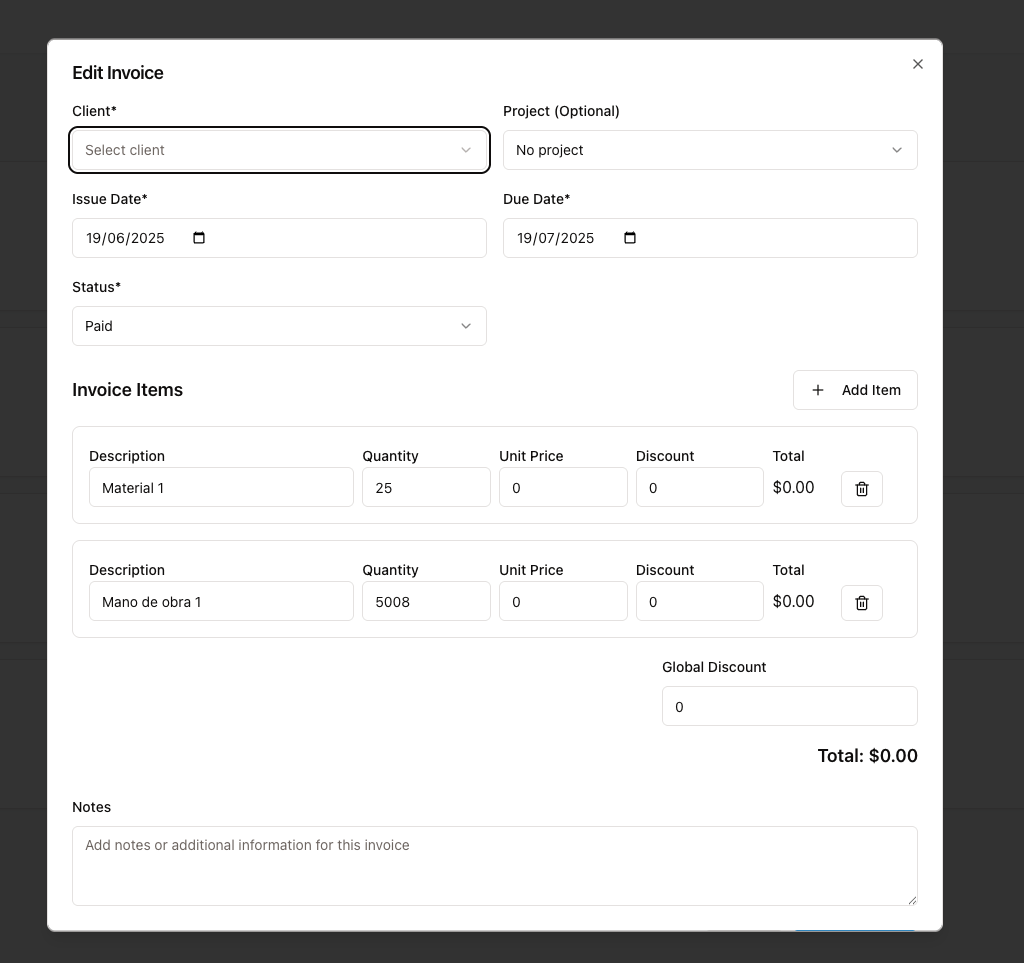 Edit Invoice
Client* Project (Optional)
Select client No project
Issue Date* Due Date*
19/06/2025 19/07/2025
Status*
Paid
Invoice Items Add Item
Description Quantity Unit Price Discount Total
Material 1 25 0 0 $0.00
Description Quantity Unit Price Discount Total
Mano de obra 1 5008 0 0 $0.00
Global Discount
0
Total: $0.00
Notes
Add notes or additional information for this invoice